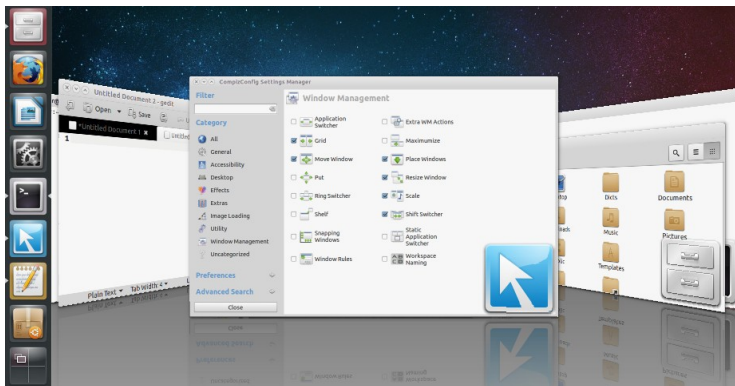 Untitled Document 2 - gedit
Open
Save
*Untitled Document 1
Untitled
1
Plain Text
Tab Width: 4
CompizConfig Settings Manager
Filter
Category
All
General
Accessibility
Desktop
Effects
Extras
Image Loading
Utility
Window Management
Uncategorized
Preferences
Advanced Search
Close
Window Management
Application
Switcher
Extra WM Actions
Grid
Maximumize
Move Window
Place Windows
Put
Resize Window
Ring Switcher
Scale
Shelf
Shift Switcher
Snapping
Windows
Static
Application
Switcher
Window Rules
Workspace
Naming
Dicts
Documents
Music
Pictures
Templates